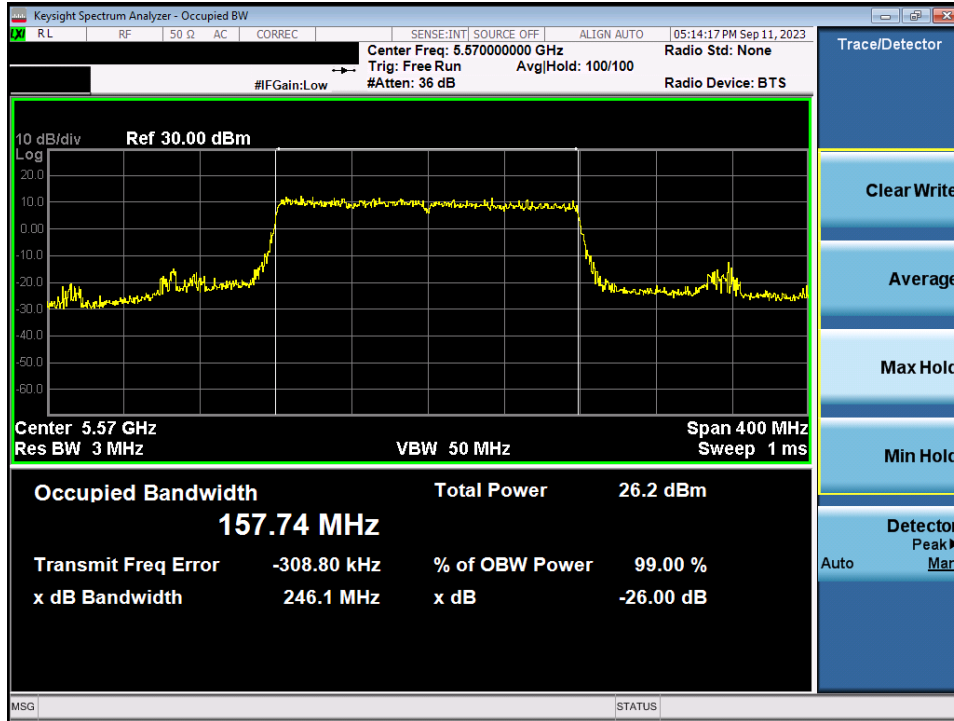 Keysight Spectrum Analyzer - Occupied BW
LXI RL RF 50 Ω AC CORREC SENSE:INT SOURCE OFF ALIGN AUTO 05:14:17 PM Sep 11, 2023
Center Freq: 5.570000000 GHz Radio Std: None
Trig: Free Run Avg|Hold: 100/100
#IFGain:Low #Atten: 36 dB Radio Device: BTS
10 dB/div Ref 30.00 dBm
Log
20.0
10.0
0.00
-10.0
-20.0
-30.0
-40.0
-50.0
-60.0
Center 5.57 GHz Span 400 MHz
Res BW 3 MHz VBW 50 MHz Sweep 1 ms
Occupied Bandwidth Total Power 26.2 dBm
157.74 MHz
Transmit Freq Error -308.80 kHz % of OBW Power 99.00 %
x dB Bandwidth 246.1 MHz x dB -26.00 dB
MSG STATUS
Trace/Detector
Clear Write
Average
Max Hold
Min Hold
Detector
Peak
Auto Man